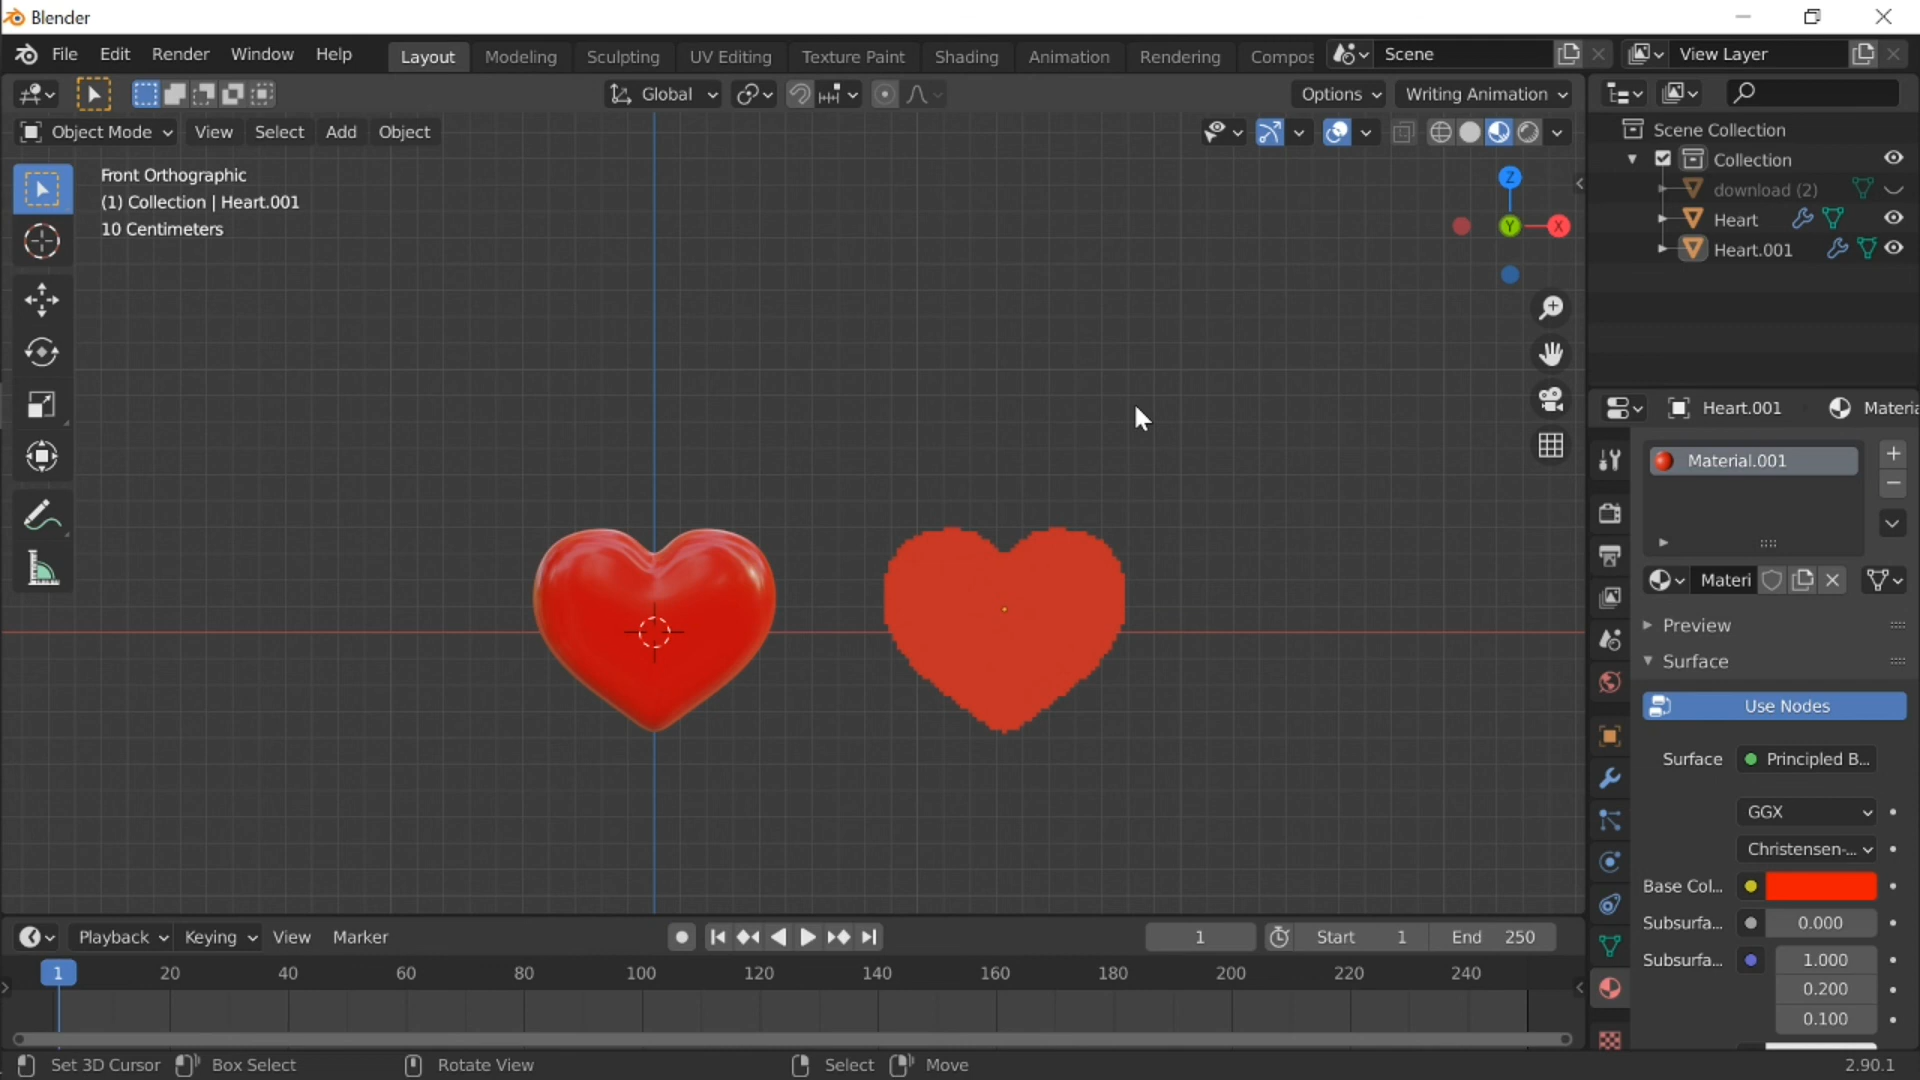 Blender
File Edit Render Window Help Layout Modeling Sculpting UV Editing Texture Paint Shading Animation Rendering Compos Scene View Layer
Global Options Writing Animation
Object Mode View Select Add Object
Scene Collection
Collection
download (2)
Heart
Heart.001
Front Orthographic
(1) Collection | Heart.001
10 Centimeters
Z
Y
X
Heart.001 Materia
Material.001
Materi
Preview
Surface
Use Nodes
Surface Principled B...
GGX
Christensen-...
Base Col...
Subsurfa... 0.000
Subsurfa... 1.000
0.200
0.100
Playback Keying View Marker 1 Start 1 End 250
1 20 40 60 80 100 120 140 160 180 200 220 240
Set 3D Cursor Box Select Rotate View Select Move 2.90.1